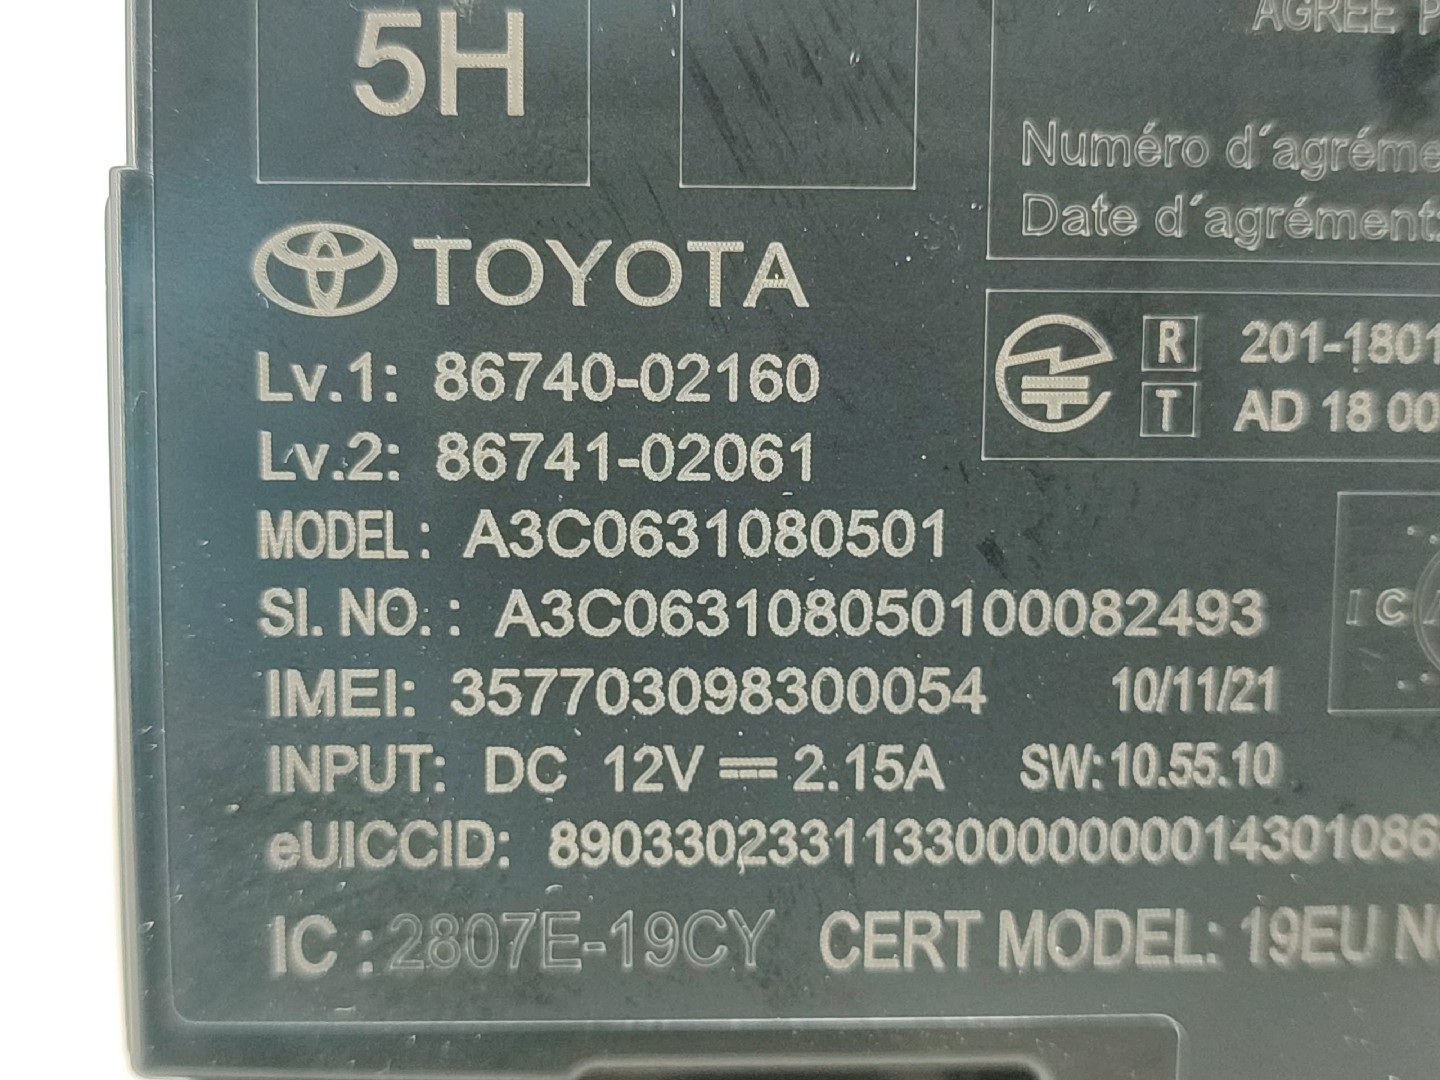 5H
AGREE P
Numéro d´agréme
Date d´agrément:
TOYOTA
R 201-1801
T AD 18 00
Lv.1: 86740-02160
Lv.2: 86741-02061
MODEL: A3C0631080501
SI. NO. : A3C063108050100082493
IC
IMEI: 357703098300054 10/11/21
INPUT: DC 12V 2.15A SW:10.55.10
eUICCID: 8903302331133000000000014301086
IC : 2807E-19CY CERT MODEL: 19EU N